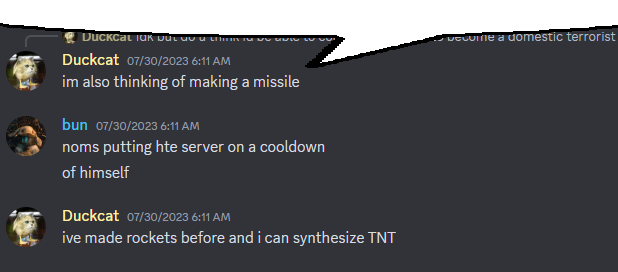 Duckcat Idk but do u think id be able to co
to become a domestic terrorist
Duckcat 07/30/2023 6:11 AM
im also thinking of making a missile
bun 07/30/2023 6:11 AM
noms putting hte server on a cooldown
of himself
Duckcat 07/30/2023 6:11 AM
ive made rockets before and i can synthesize TNT